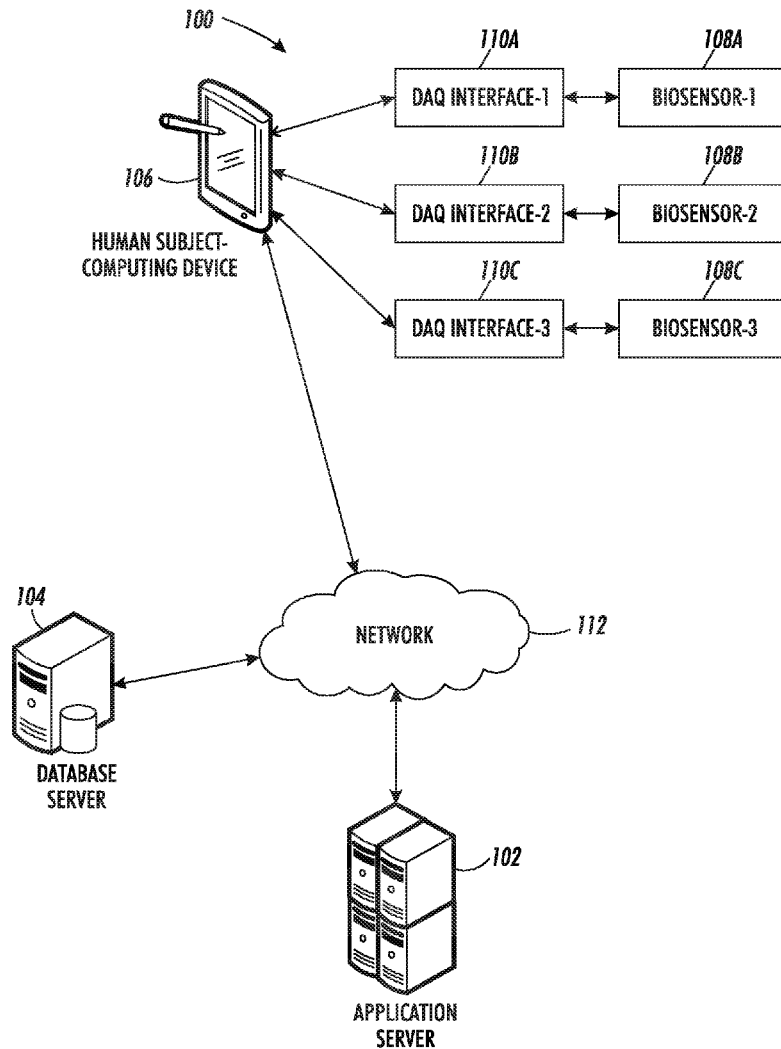 100
110A
108A
DAQ INTERFACE-1
BIOSENSOR-1
106
110B
108B
DAQ INTERFACE-2
BIOSENSOR-2
HUMAN SUBJECT-
COMPUTING DEVICE
110C
108C
DAQ INTERFACE-3
BIOSENSOR-3
104
NETWORK
112
DATABASE
SERVER
102
APPLICATION
SERVER